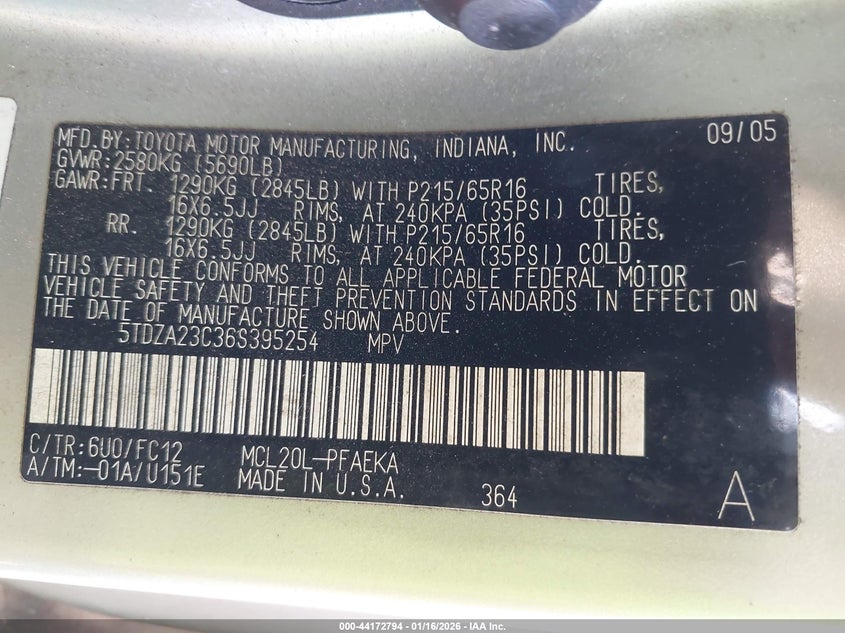 MFD.BY:TOYOTA MOTOR MANUFACTURING, INDIANA, INC. 09/05
GVWR:2580KG (5690LB)
GAWR:FRT. 1290KG (2845LB) WITH P215/65R16 TIRES,
16X6.5JJ RIMS, AT 240KPA (35PSI) COLD.
RR. 1290KG (2845LB) WITH P215/65R16 TIRES,
16X6.5JJ RIMS, AT 240KPA (35PSI) COLD.
THIS VEHICLE CONFORMS TO ALL APPLICABLE FEDERAL MOTOR
VEHICLE SAFETY AND THEFT PREVENTION STANDARDS IN EFFECT ON
THE DATE OF MANUFACTURE SHOWN ABOVE.
5TDZA23C36S395254 MPV
C/TR:6U0/FC12 MCL20L-PFAEKA
A/TM:-01A/U151E MADE IN U.S.A. 364 A
000-44172794 - 01/16/2026 - IAA Inc.